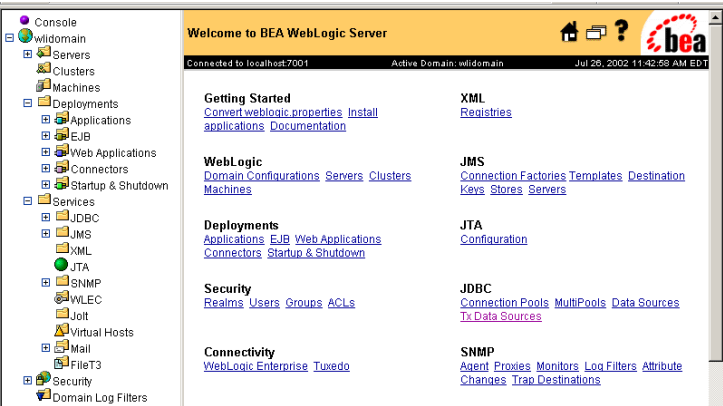 Console
wlidomain
Servers
Clusters
Machines
Deployments
Applications
EJB
Web Applications
Connectors
Startup & Shutdown
Services
JDBC
JMS
XML
JTA
SNMP
WLEC
Jolt
Virtual Hosts
Mail
FileT3
Security
Domain Log Filters
Welcome to BEA WebLogic Server
?
bea
Connected to localhost:7001 Active Domain: wlidomain Jul 26, 2002 11:42:58 AM EDT
Getting Started
Convert weblogic.properties Install
applications Documentation
WebLogic
Domain Configurations Servers Clusters
Machines
Deployments
Applications EJB Web Applications
Connectors Startup & Shutdown
Security
Realms Users Groups ACLs
Connectivity
WebLogic Enterprise Tuxedo
XML
Registries
JMS
Connection Factories Templates Destination
Keys Stores Servers
JTA
Configuration
JDBC
Connection Pools MultiPools Data Sources
Tx Data Sources
SNMP
Agent Proxies Monitors Log Filters Attribute
Changes Trap Destinations